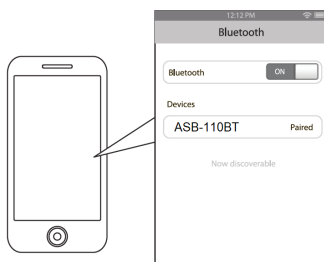 12:12 PM
Bluetooth
Bluetooth ON
Devices
ASB-110BT Paired
Now discoverable